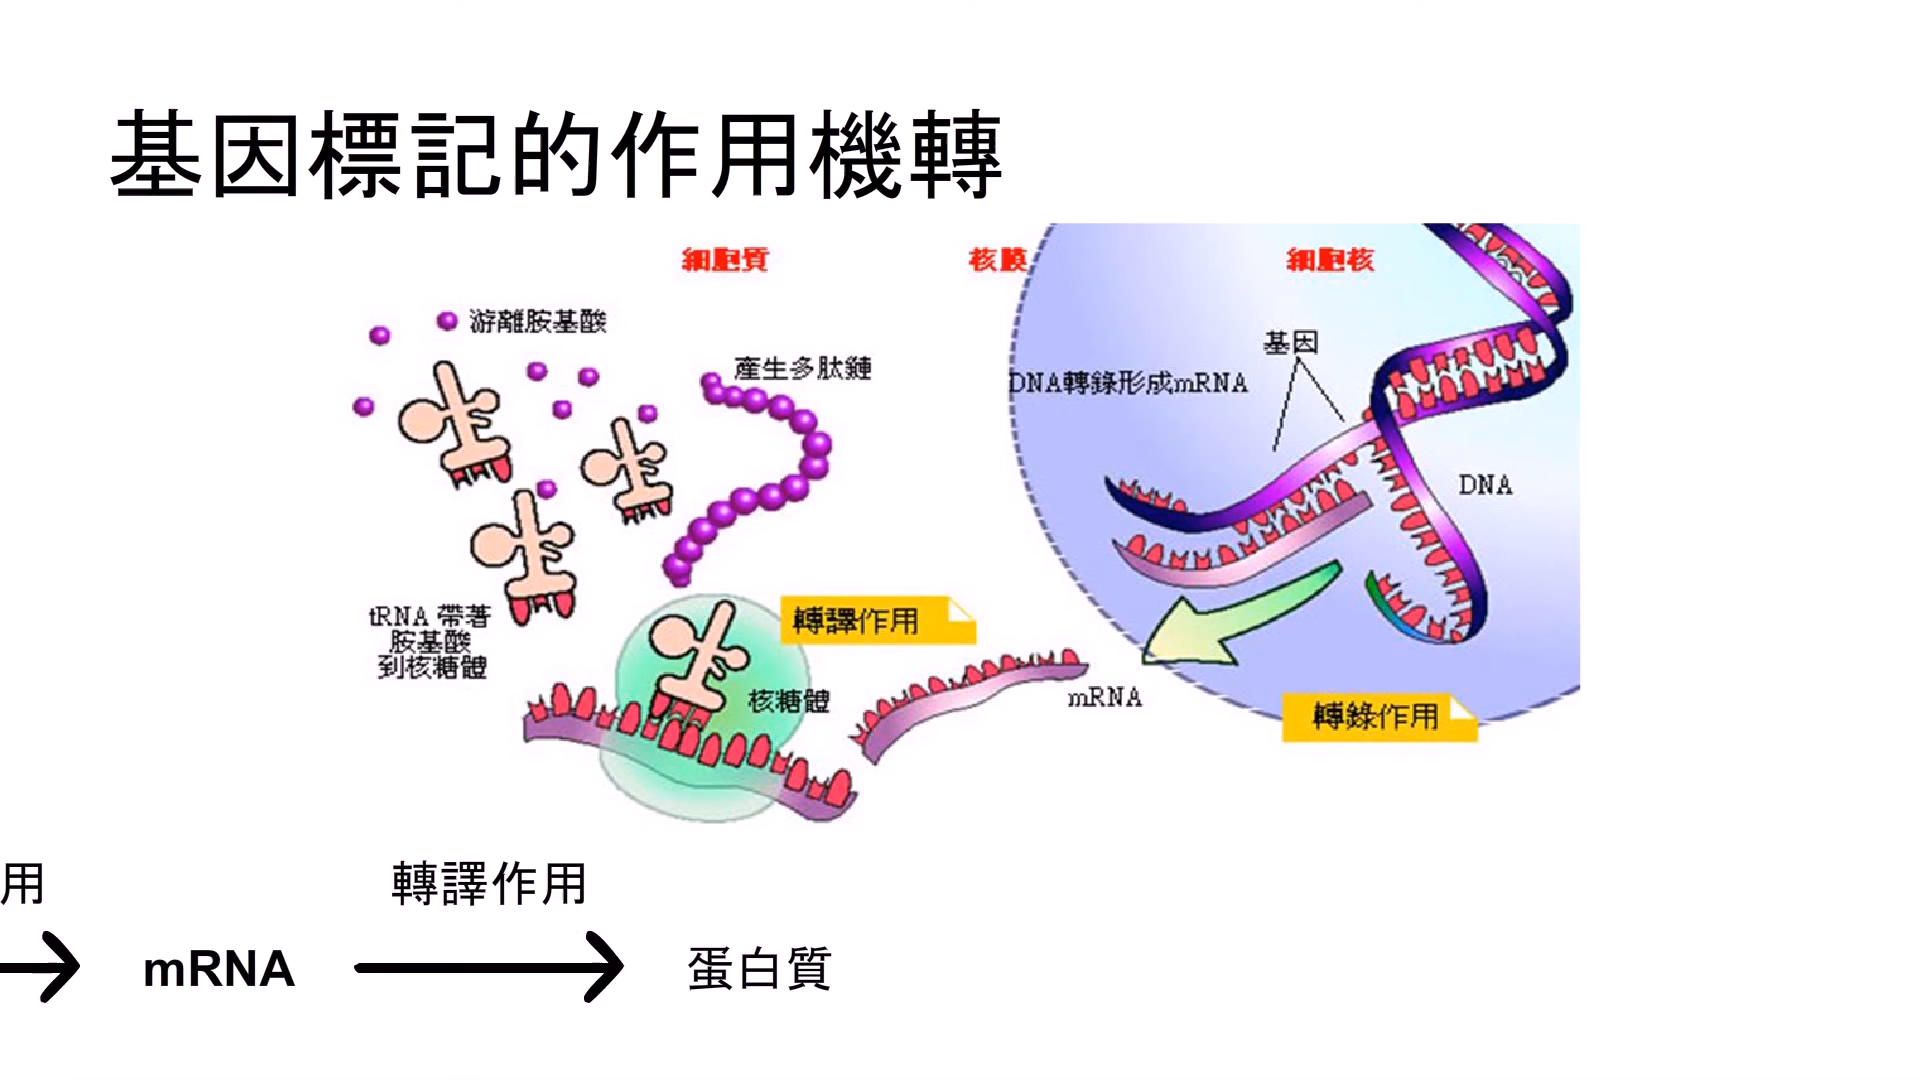 基因標記的作用機轉
細胞質
核膜
細胞核
游離胺基酸
產生多肽鏈
基因
DNA轉錄形成mRNA
DNA
tRNA 帶著
胺基酸
到核糖體
轉譯作用
核糖體
mRNA
轉錄作用
用
轉譯作用
mRNA
蛋白質